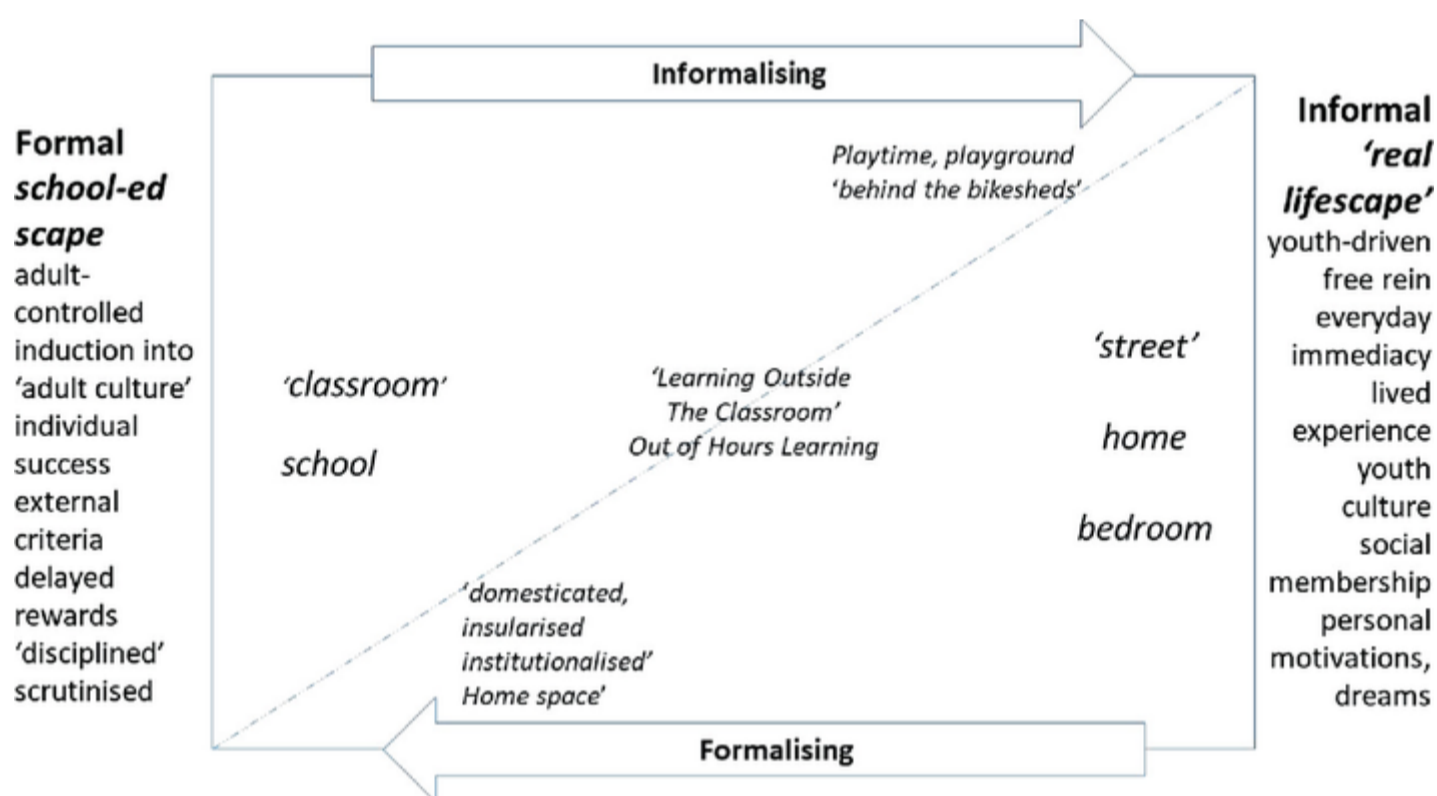 Informalising
Formal
school-ed
scape
adult-
controlled
induction into
‘adult culture’
individual
success
external
criteria
delayed
rewards
‘disciplined’
scrutinised
Playtime, playground
‘behind the bikesheds’
‘classroom’
school
‘Learning Outside
The Classroom’
Out of Hours Learning
‘street’
home
bedroom
‘domesticated,
insularised
institutionalised’
Home space’
Informal
‘real
lifescape’
youth-driven
free rein
everyday
immediacy
lived
experience
youth
culture
social
membership
personal
motivations,
dreams
Formalising